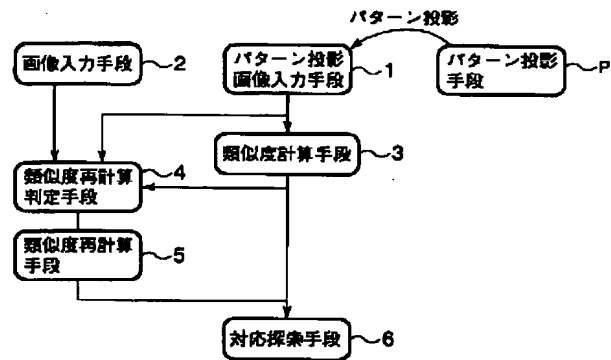 パターン投影
画像入力手段
2
パターン投影
画像入力手段
1
パターン投影
手段
P
類似度計算手段
3
類似度再計算
判定手段
4
類似度再計算
手段
5
対応探索手段
6